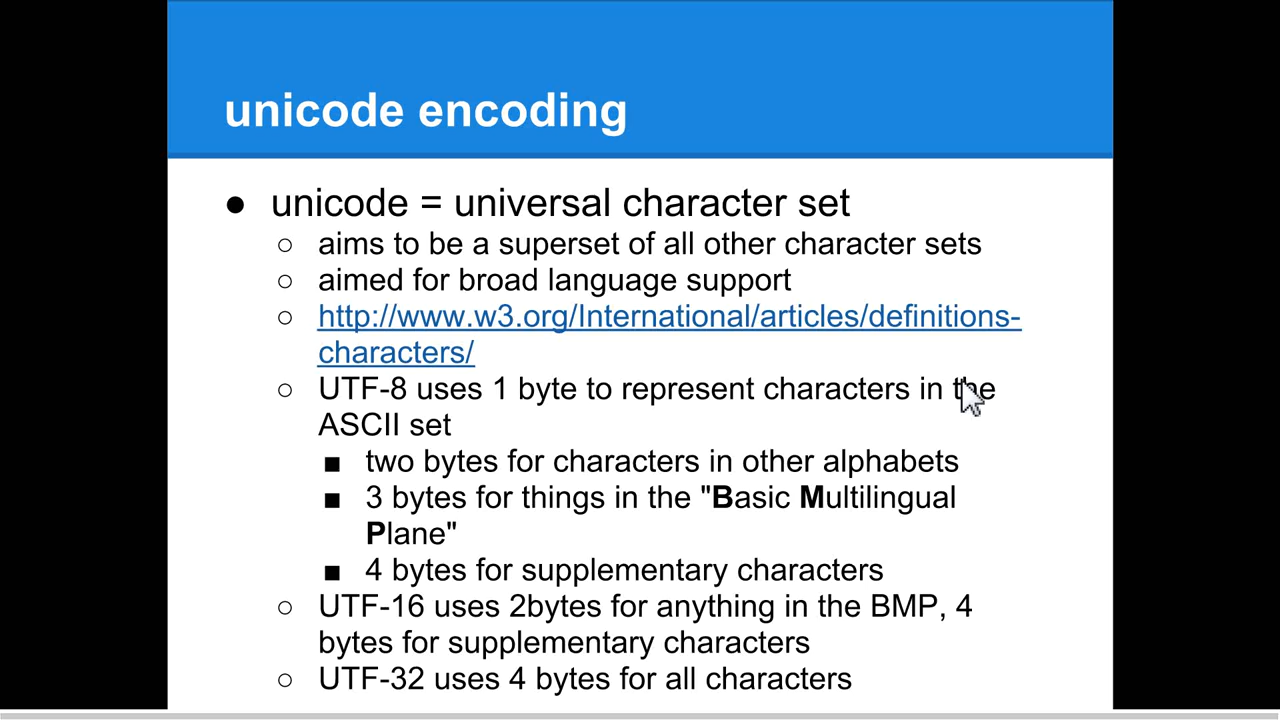 unicode encoding
● unicode = universal character set
○ aims to be a superset of all other character sets
○ aimed for broad language support
○ http://www.w3.org/International/articles/definitions-
characters/
○ UTF-8 uses 1 byte to represent characters in the
ASCII set
■ two bytes for characters in other alphabets
■ 3 bytes for things in the "Basic Multilingual
Plane"
■ 4 bytes for supplementary characters
○ UTF-16 uses 2bytes for anything in the BMP, 4
bytes for supplementary characters
○ UTF-32 uses 4 bytes for all characters